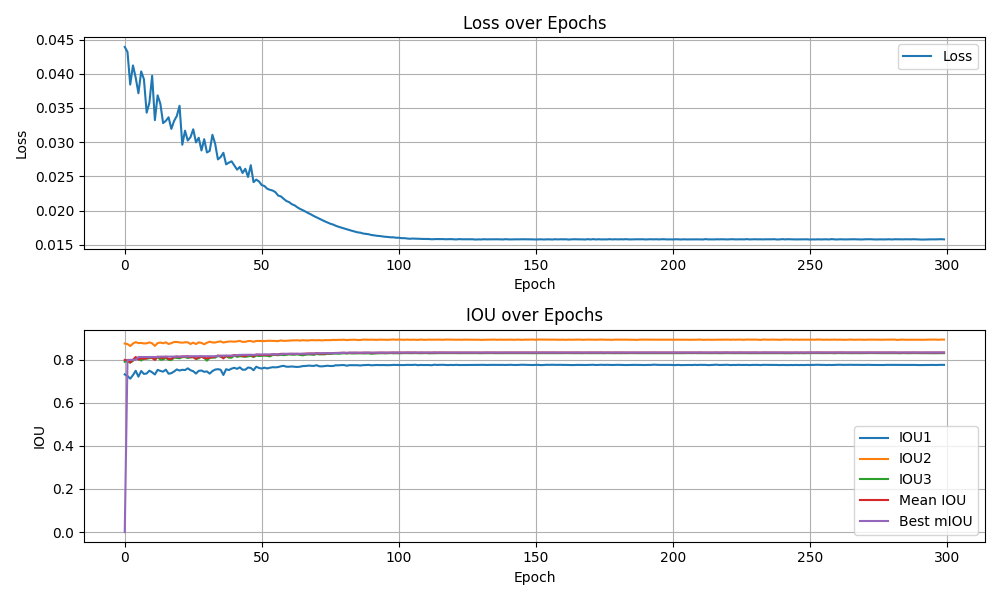 Loss over Epochs
0.045
0.040
0.035
0.030
0.025
0.020
0.015
Loss
Loss
0 50 100 150 200 250 300
Epoch
IOU over Epochs
0.8
0.6
0.4
0.2
0.0
IOU
IOU1
IOU2
IOU3
Mean IOU
Best mIOU
0 50 100 150 200 250 300
Epoch